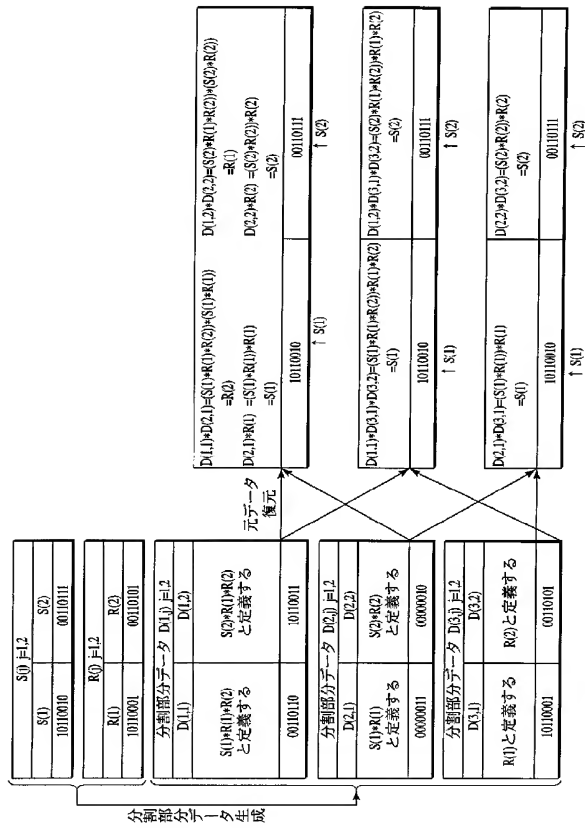 S(j) j=1,2
S(1) S(2)
10110010 00110111
R(j) j=1,2
R(1) R(2)
10110001 00110101
分割部分データ生成
分割部分データ D(1,j) j=1,2
D(1,1) D(1,2)
S(1)*R(1)*R(2) S(2)*R(1)*R(2)
と定義する と定義する
00110110 10110011
分割部分データ D(2,j) j=1,2
D(2,1) D(2,2)
S(1)*R(1) S(2)*R(2)
と定義する と定義する
00000011 00000010
分割部分データ D(3,j) j=1,2
D(3,1) D(3,2)
R(1)と定義する R(2)と定義する
10110001 00110101
元データ
復元
D(1,1)*D(2,1)=(S(1)*R(1)*R(2))*(S(1)*R(1)) D(1,2)*D(2,2)=(S(2)*R(1)*R(2))*(S(2)*R(2))
=R(2) =R(1)
D(2,1)*R(1) =(S(1)*R(1))*R(1) D(2,2)*R(2) =(S(2)*R(2))*R(2)
=S(1) =S(2)
10110010 00110111
↑ S(1) ↑ S(2)
D(1,1)*D(3,1)*D(3,2)=(S(1)*R(1)*R(2))*R(1)*R(2) D(1,2)*D(3,1)*D(3,2)=(S(2)*R(1)*R(2))*R(1)*R(2)
=S(1) =S(2)
10110010 00110111
↑ S(1) ↑ S(2)
D(2,1)*D(3,1)=(S(1)*R(1))*R(1) D(2,2)*D(3,2)=(S(2)*R(2))*R(2)
=S(1) =S(2)
10110010 00110111
↑ S(1) ↑ S(2)